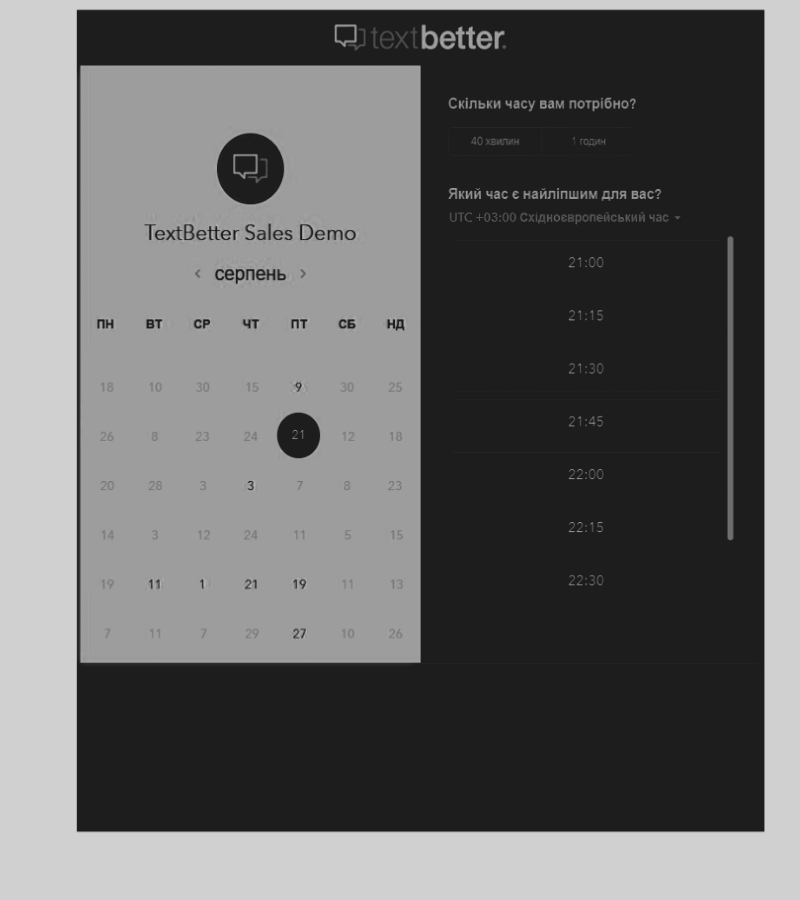 textbetter.
TextBetter Sales Demo
серпень
ПН ВТ СР ЧТ ПТ СБ НД
18 10 30 15 9 30 25
26 8 23 24 21 12 18
20 28 3 3 7 8 23
14 3 12 24 11 5 15
19 11 1 21 19 11 13
7 11 7 29 27 10 26
Скільки часу вам потрібно?
40 хвилин 1 годин
Який час є найліпшим для вас?
UTC +03:00 Східноєвропейський час
21:00
21:15
21:30
21:45
22:00
22:15
22:30